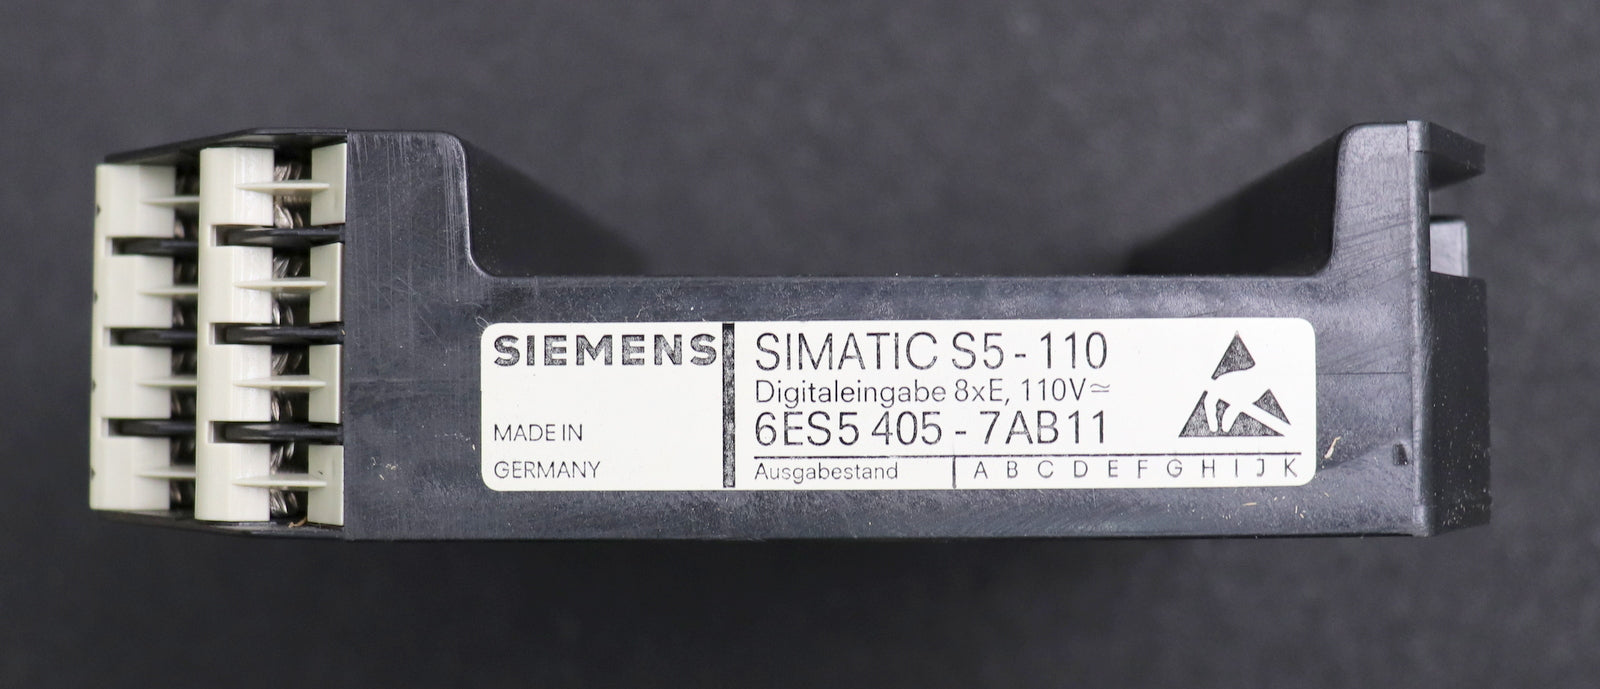 SIEMENS
MADE IN
GERMANY
SIMATIC S5 - 110
Digitaleingabe 8xE, 110V≂
6ES5 405 - 7AB11
Ausgabestand A B C D E F G H I J K